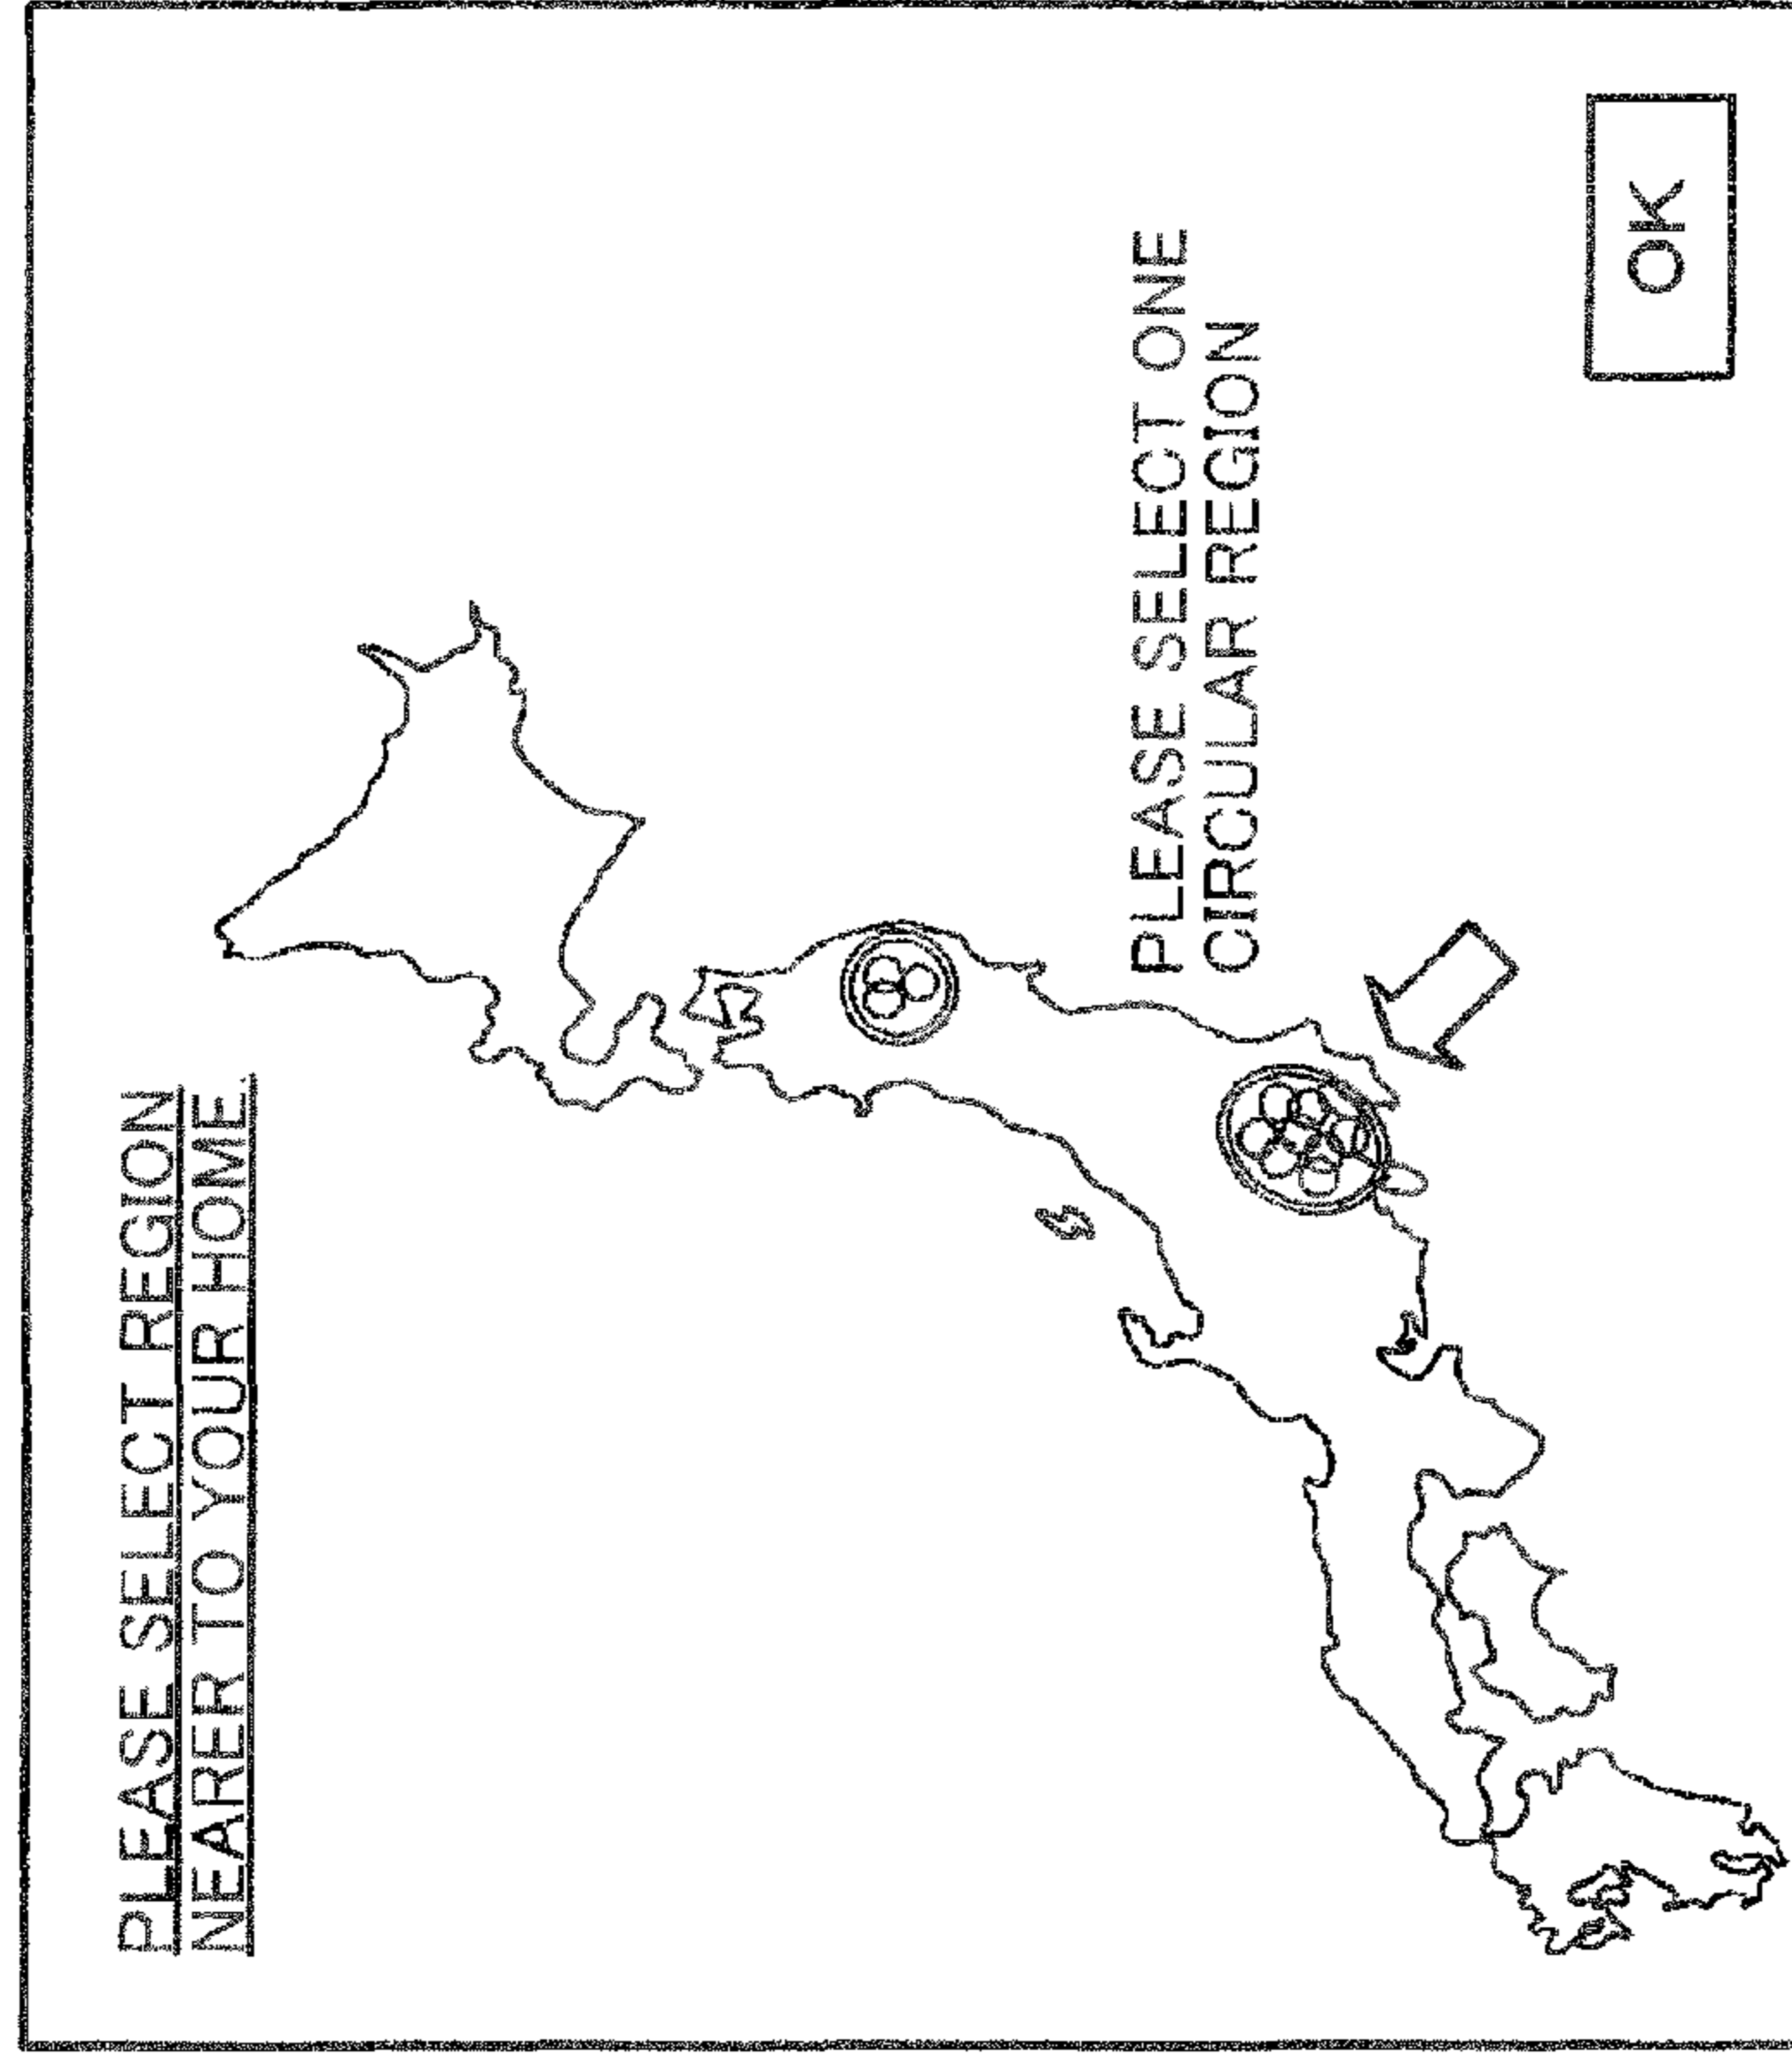 PLEASE SELECT REGION
NEARER TO YOUR HOME
PLEASE SELECT ONE
CIRCULAR REGION
OK